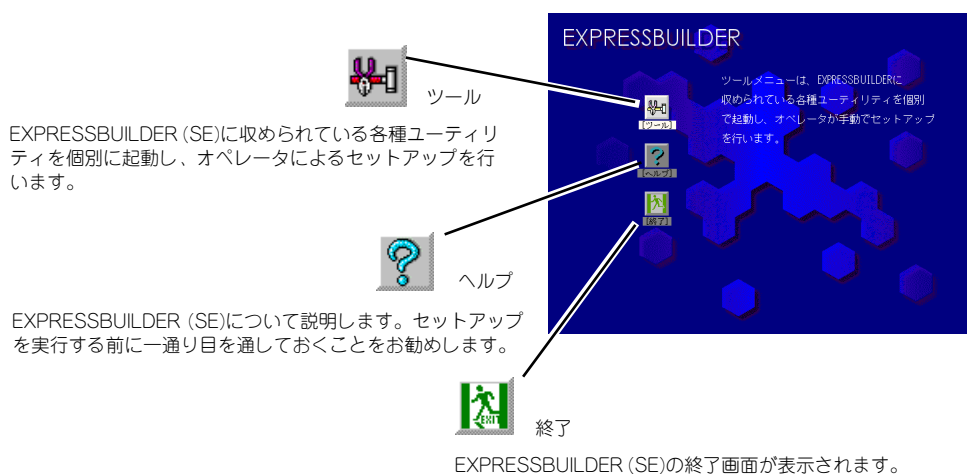 EXPRESSBUILDER
ツールメニューは、EXPRESSBUILDERに
収められている各種ユーティリティを個別
で起動し、オペレータが手動でセットアップ
を行います。
[ツール]
[ヘルプ]
[終了]
ツール
EXPRESSBUILDER (SE)に収められている各種ユーティリ
ティを個別に起動し、オペレータによるセットアップを行
います。
ヘルプ
EXPRESSBUILDER (SE)について説明します。セットアップ
を実行する前に一通り目を通しておくことをお勧めします。
EXIT
終了
EXPRESSBUILDER (SE)の終了画面が表示されます。